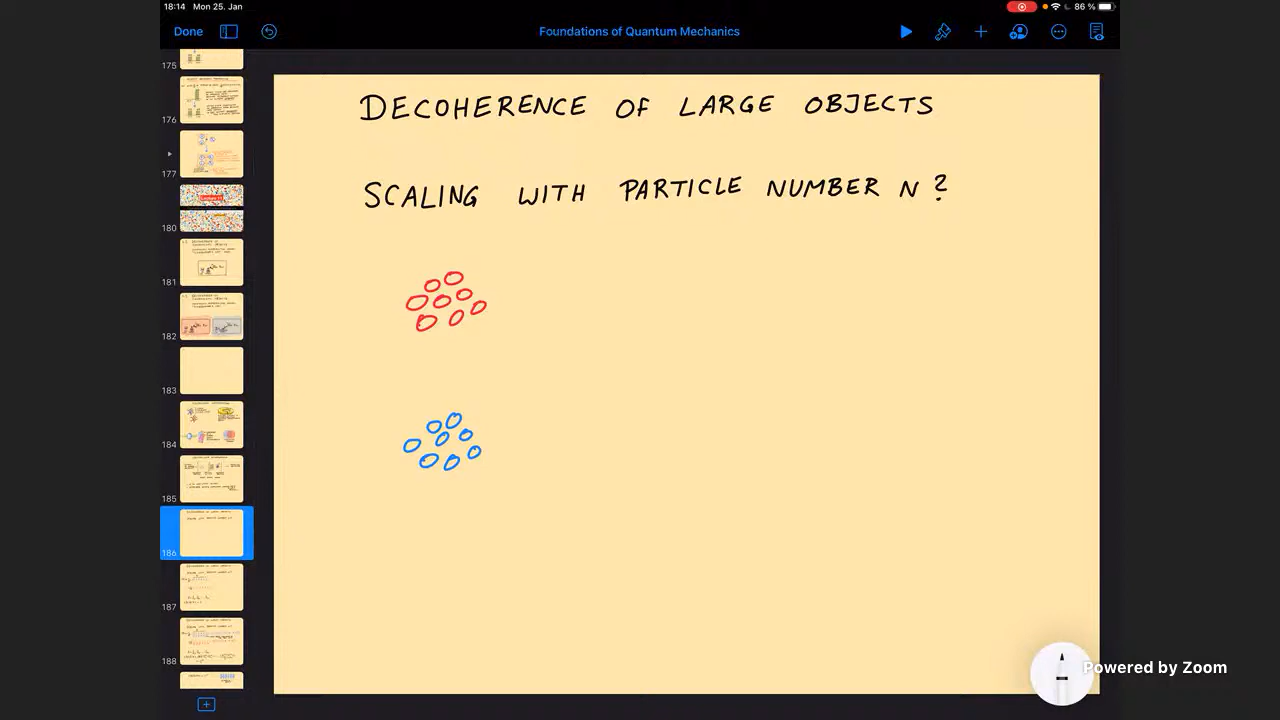 18:14 Mon 25. Jan
86 %
Done
Foundations of Quantum Mechanics
175
176
177
180
181
182
183
184
185
186
187
188
DECOHERENCE OF LARGE OBJECTS
SCALING WITH PARTICLE NUMBER N?
Powered by Zoom